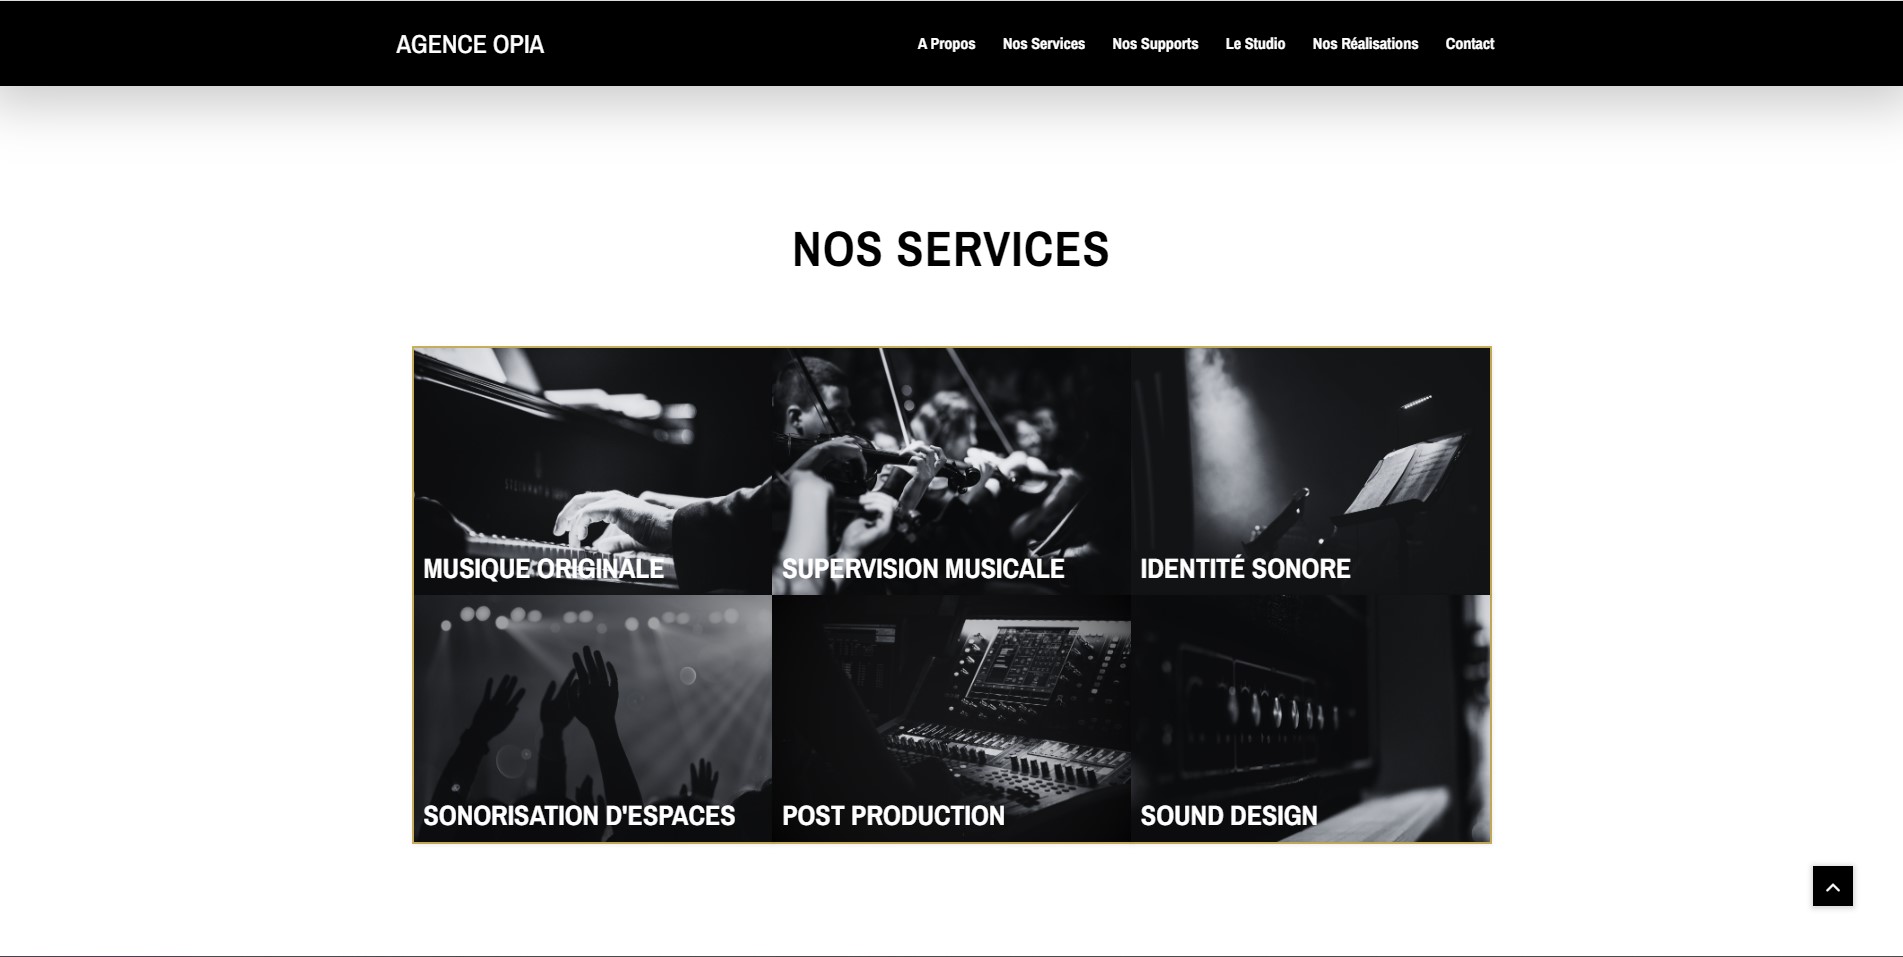 AGENCE OPIA
A Propos Nos Services Nos Supports Le Studio Nos Réalisations Contact
NOS SERVICES
MUSIQUE ORIGINALE
SUPERVISION MUSICALE
IDENTITÉ SONORE
SONORISATION D'ESPACES
POST PRODUCTION
SOUND DESIGN